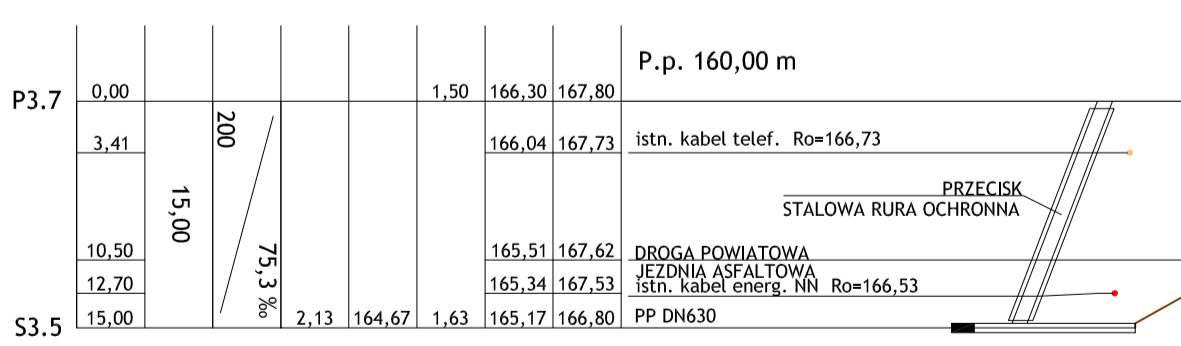 P.p. 160,00 m
P3.7 0,00 1,50 166,30 167,80
200
3,41 166,04 167,73 istn. kabel telef. Ro=166,73
15,00
PRZECISK
STALOWA RURA OCHRONNA
75,3 ‰
10,50 165,51 167,62 DROGA POWIATOWA
JEZDNIA ASFALTOWA
12,70 165,34 167,53 istn. kabel energ. NN Ro=166,53
S3.5 15,00 2,13 164,67 1,63 165,17 166,80 PP DN630